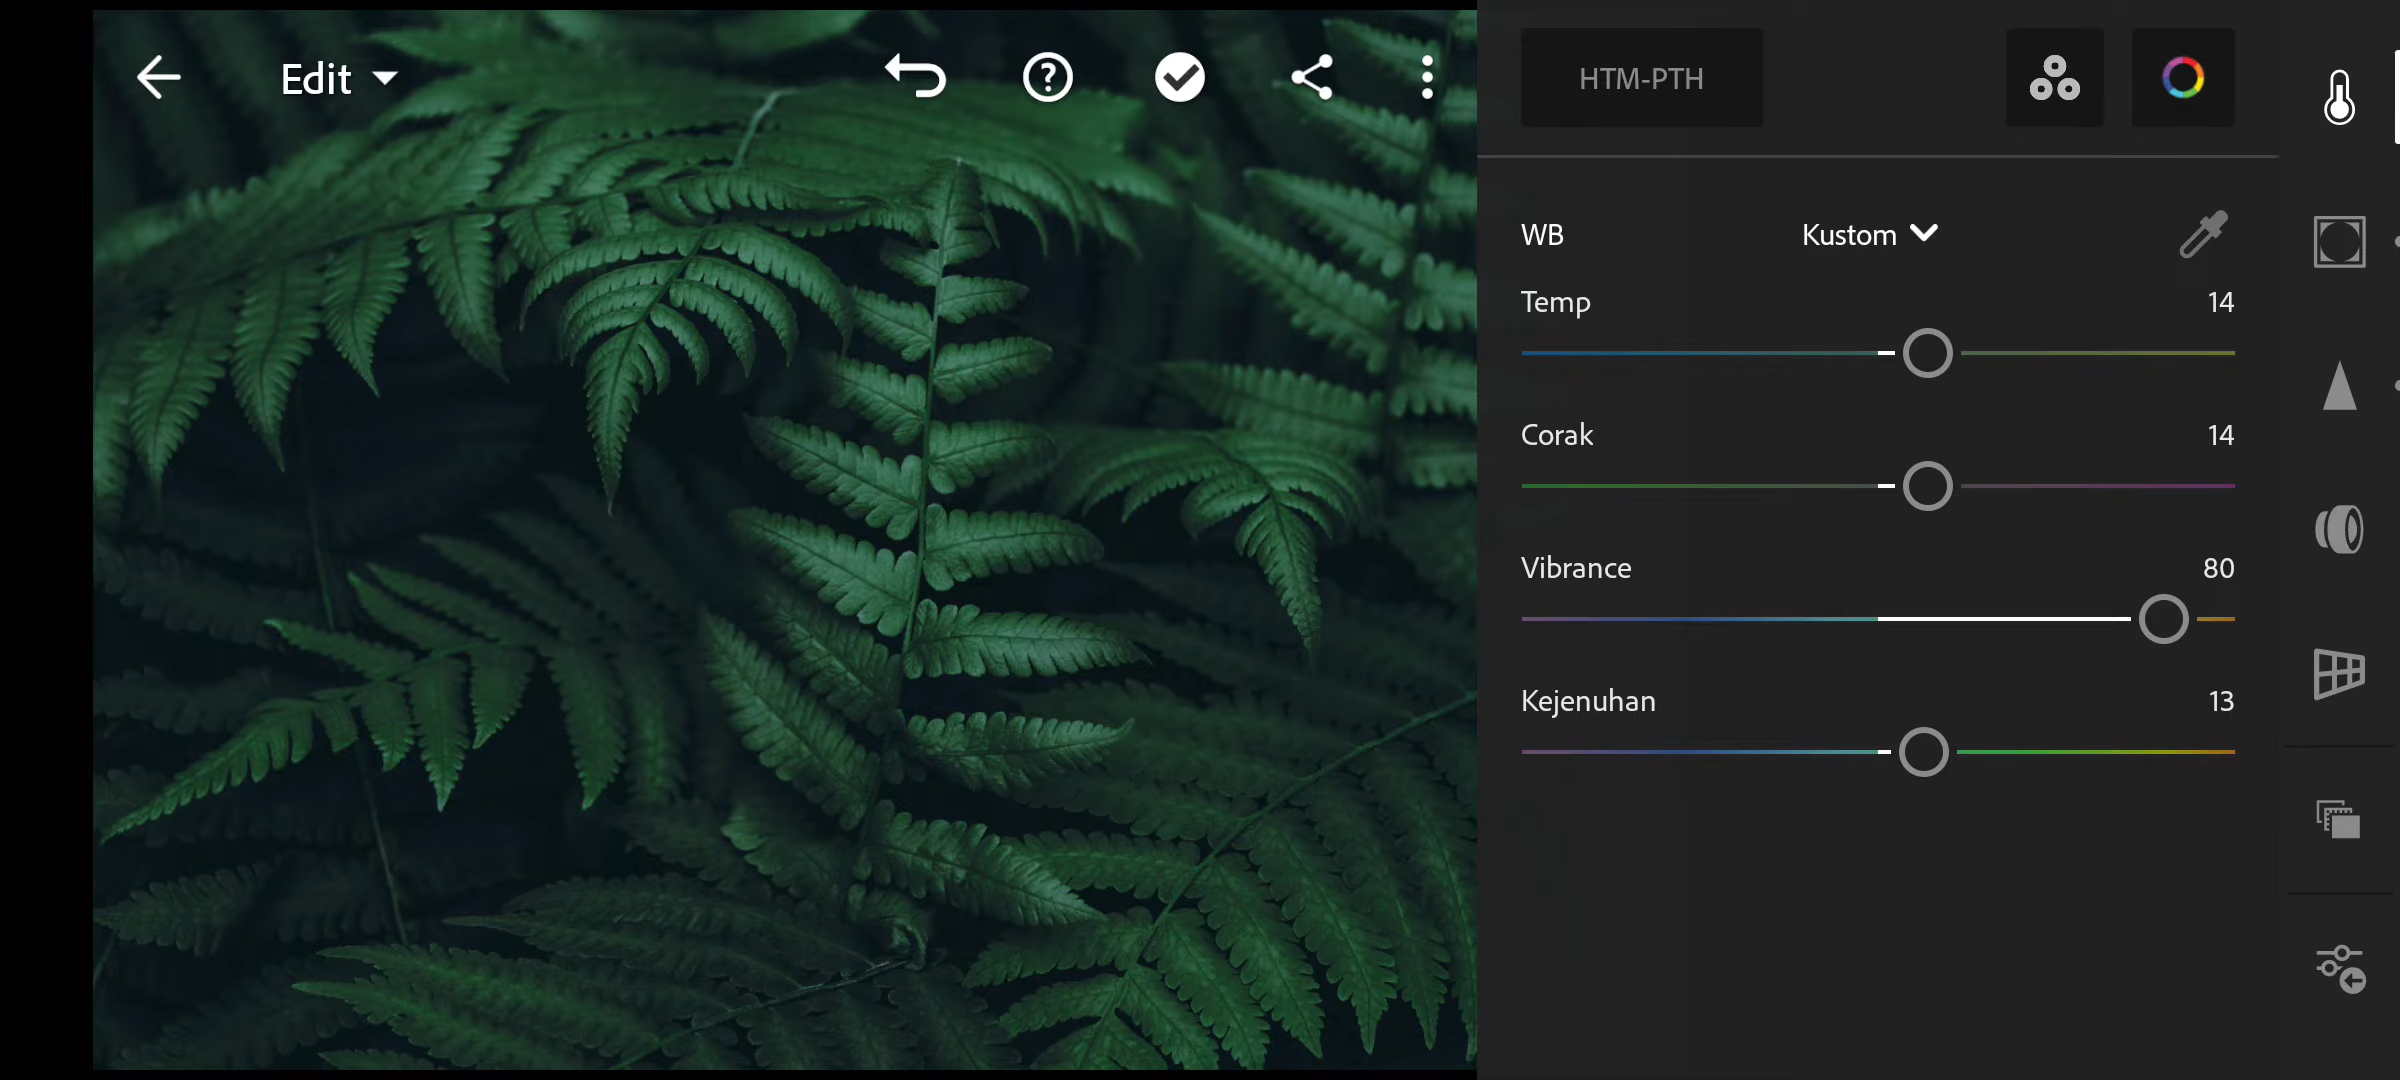 Edit
HTM-PTH
WB
Kustom
Temp
14
Corak
14
Vibrance
80
Kejenuhan
13